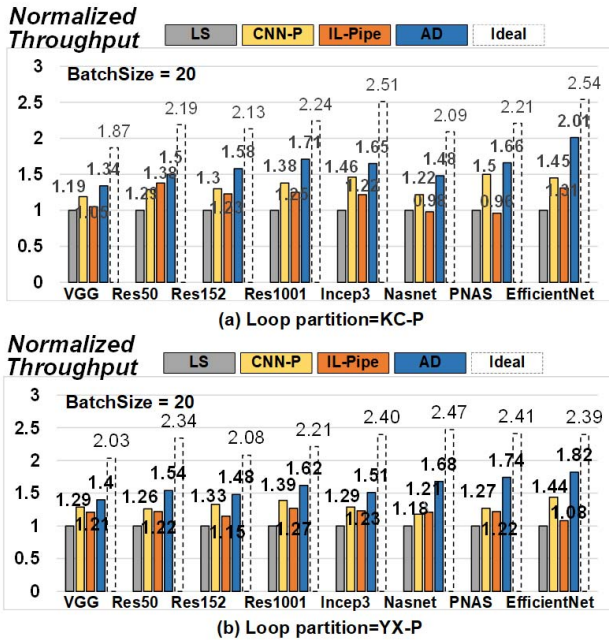 Normalized
Throughput
LS CNN-P IL-Pipe AD Ideal
3
BatchSize = 20
2.5
2
1.5
1
0.5
0
1.19 1.05 1.34 1.87
1.29 1.38 1.5 2.19
1.3 1.23 1.58 2.13
1.38 1.25 1.71 2.24
1.46 1.22 1.65 2.51
1.22 0.98 1.48 2.09
1.5 0.96 1.66 2.21
1.45 1.31 2.01 2.54
VGG Res50 Res152 Res1001 Incep3 Nasnet PNAS EfficientNet
(a) Loop partition=KC-P
Normalized
Throughput
LS CNN-P IL-Pipe AD Ideal
3
BatchSize = 20
2.5
2
1.5
1
0.5
0
1.29 1.21 1.4 2.03
1.26 1.22 1.54 2.34
1.33 1.15 1.48 2.08
1.39 1.27 1.62 2.21
1.29 1.23 1.51 2.40
1.18 1.21 1.68 2.47
1.27 1.22 1.74 2.41
1.44 1.08 1.82 2.39
VGG Res50 Res152 Res1001 Incep3 Nasnet PNAS EfficientNet
(b) Loop partition=YX-P